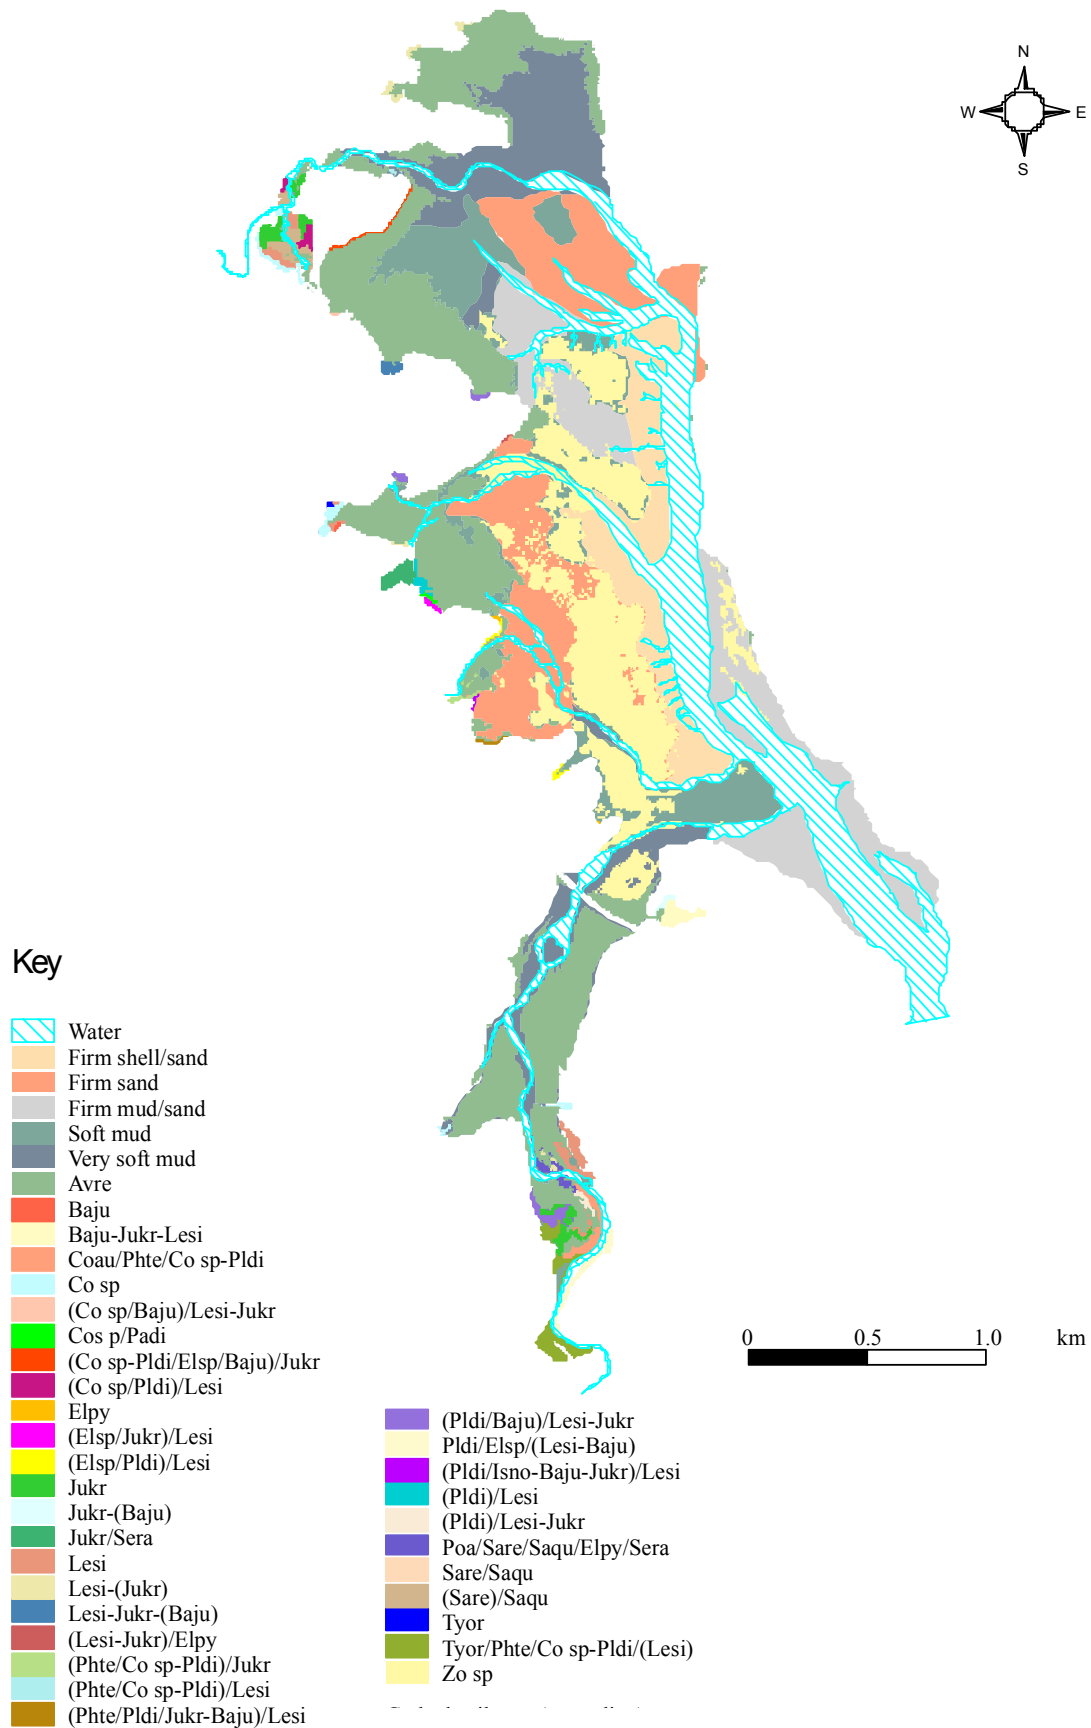 N
W E
S
Key
Water
Firm shell/sand
Firm sand
Firm mud/sand
Soft mud
Very soft mud
Avre
Baju
Baju-Jukr-Lesi
Coau/Phte/Co sp-Pldi
Co sp
(Co sp/Baju)/Lesi-Jukr
Cos p/Padi
(Co sp-Pldi/Elsp/Baju)/Jukr
(Co sp/Pldi)/Lesi
Elpy
(Elsp/Jukr)/Lesi
(Elsp/Pldi)/Lesi
Jukr
Jukr-(Baju)
Jukr/Sera
Lesi
Lesi-(Jukr)
Lesi-Jukr-(Baju)
(Lesi-Jukr)/Elpy
(Phte/Co sp-Pldi)/Jukr
(Phte/Co sp-Pldi)/Lesi
(Phte/Pldi/Jukr-Baju)/Lesi
0 0.5 1.0 km
(Pldi/Baju)/Lesi-Jukr
Pldi/Elsp/(Lesi-Baju)
(Pldi/Isno-Baju-Jukr)/Lesi
(Pldi)/Lesi
(Pldi)/Lesi-Jukr
Poa/Sare/Saqu/Elpy/Sera
Sare/Saqu
(Sare)/Saqu
Tyor
Tyor/Phte/Co sp-Pldi/(Lesi)
Zo sp